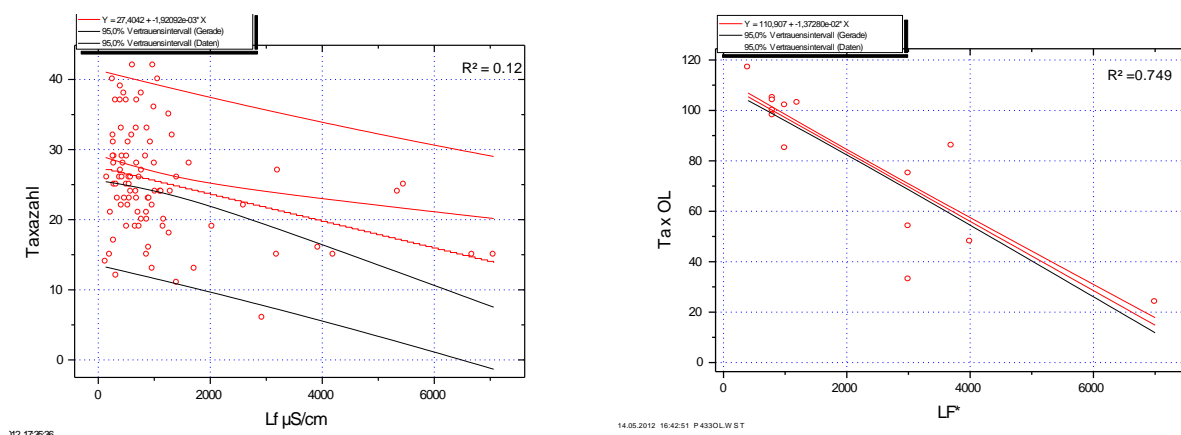 Y = 27,4042 + -1,92092e-03* X
95,0% Vertrauensintervall (Gerade)
95,0% Vertrauensintervall (Daten)
R² = 0.12
Taxazahl
40
30
20
10
0
0 2000 4000 6000
Lf µS/cm
Y = 110,907 + -1,37280e-02* X
95,0% Vertrauensintervall (Gerade)
95,0% Vertrauensintervall (Daten)
R² =0.749
Tax OL
120
100
80
60
40
20
0
0 2000 4000 6000
LF*
14.05.2012 16:42:51 P433OL.WST